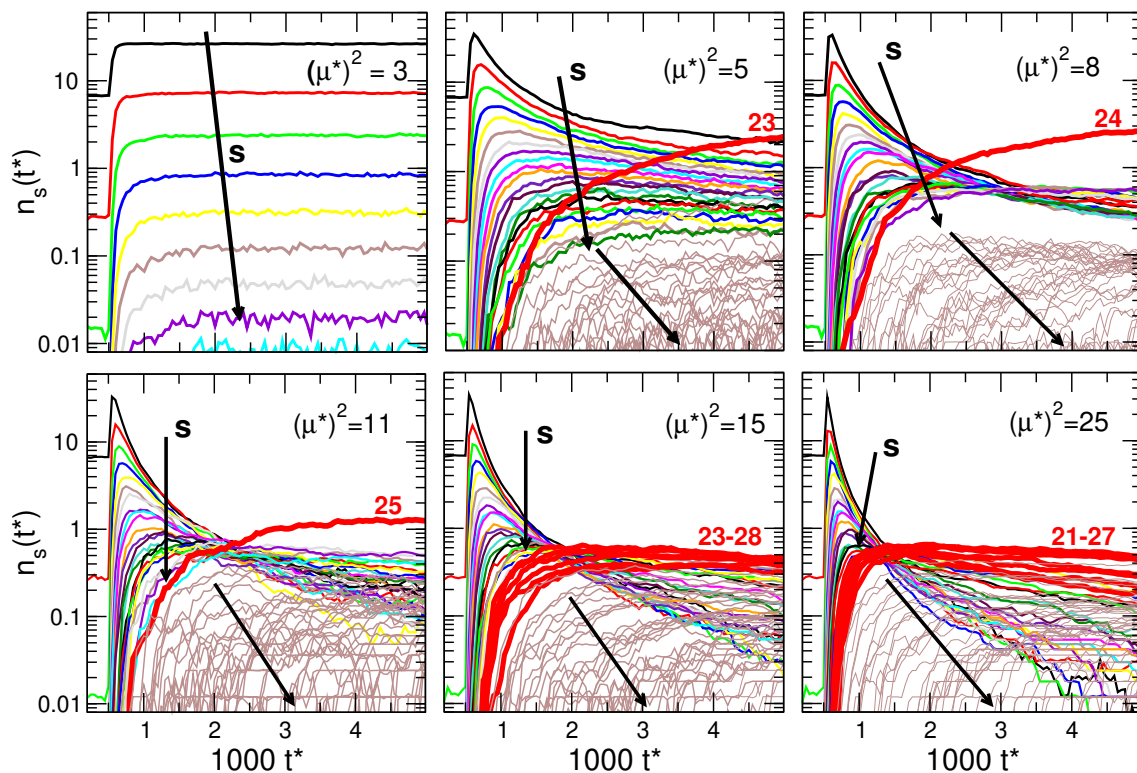 10
1
0.1
0.01
n_s(t*)
(μ*)² = 3
s
(μ*)²=5
s
23
(μ*)²=8
s
24
10
1
0.1
0.01
n_s(t*)
(μ*)²=11
s
25
(μ*)²=15
s
23-28
(μ*)²=25
s
21-27
1 2 3 4
1000 t*
1 2 3 4
1000 t*
1 2 3 4
1000 t*